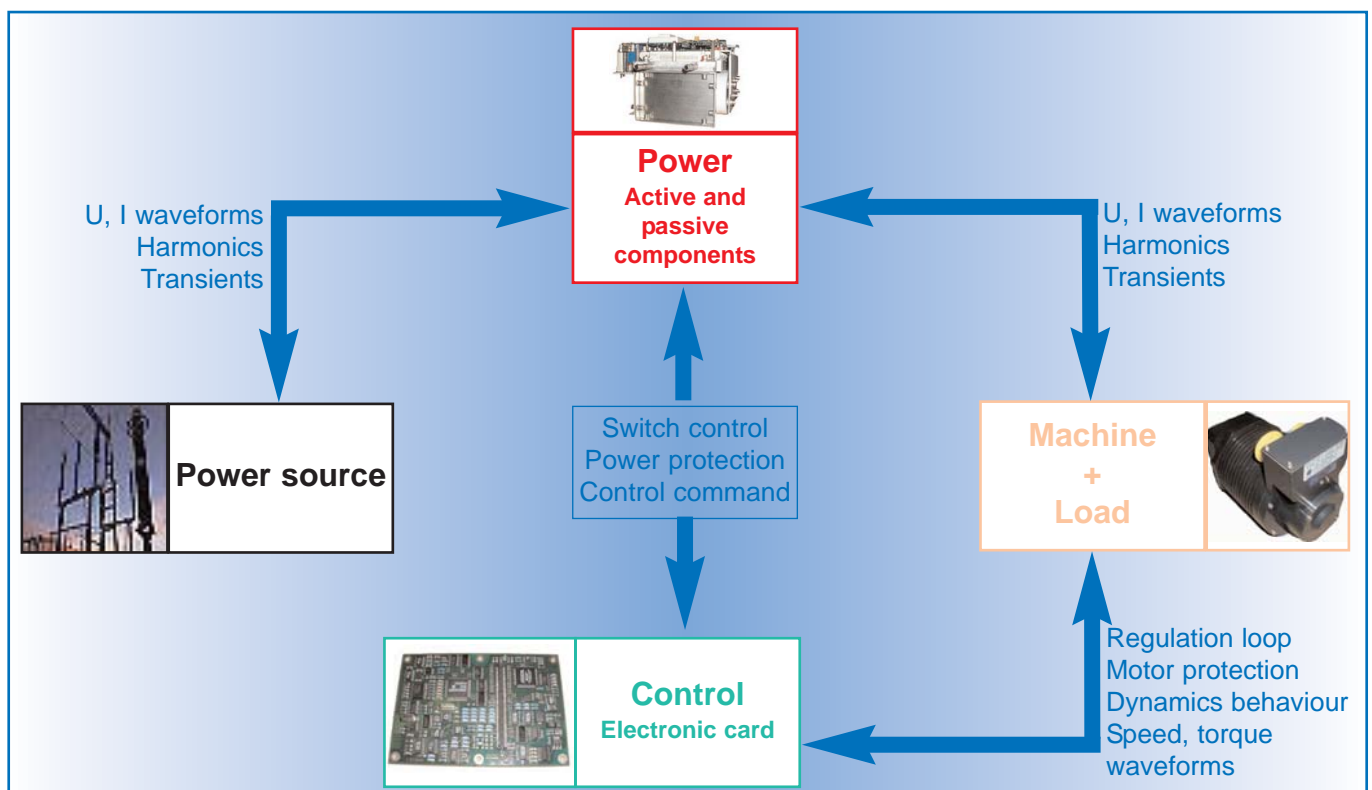 Power
Active and
passive
components
U, I waveforms
Harmonics
Transients
U, I waveforms
Harmonics
Transients
Power source
Switch control
Power protection
Control command
Machine
+
Load
Control
Electronic card
Regulation loop
Motor protection
Dynamics behaviour
Speed, torque
waveforms